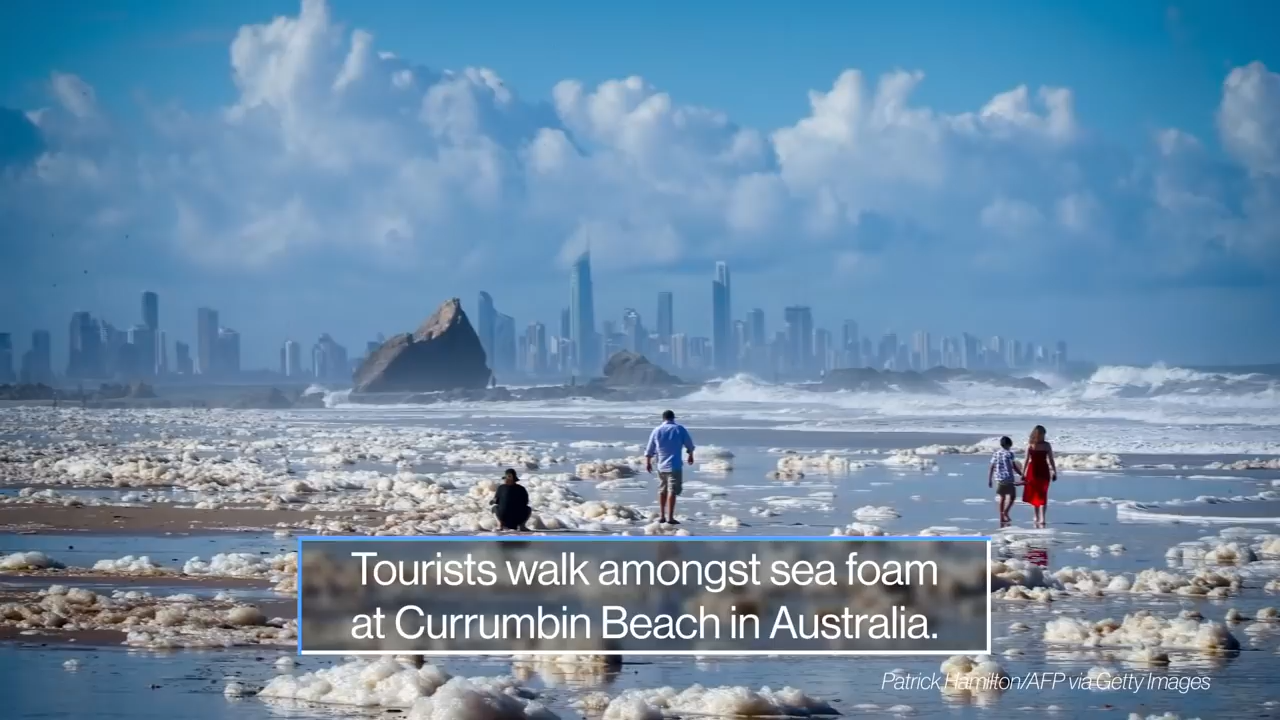 Tourists walk amongst sea foam
at Currumbin Beach in Australia.
Patrick Hamilton/AFP via Getty Images